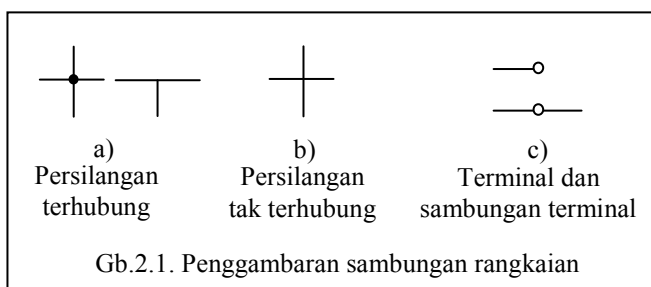 a)
Persilangan
terhubung
b)
Persilangan
tak terhubung
c)
Terminal dan
sambungan terminal
Gb.2.1. Penggambaran sambungan rangkaian